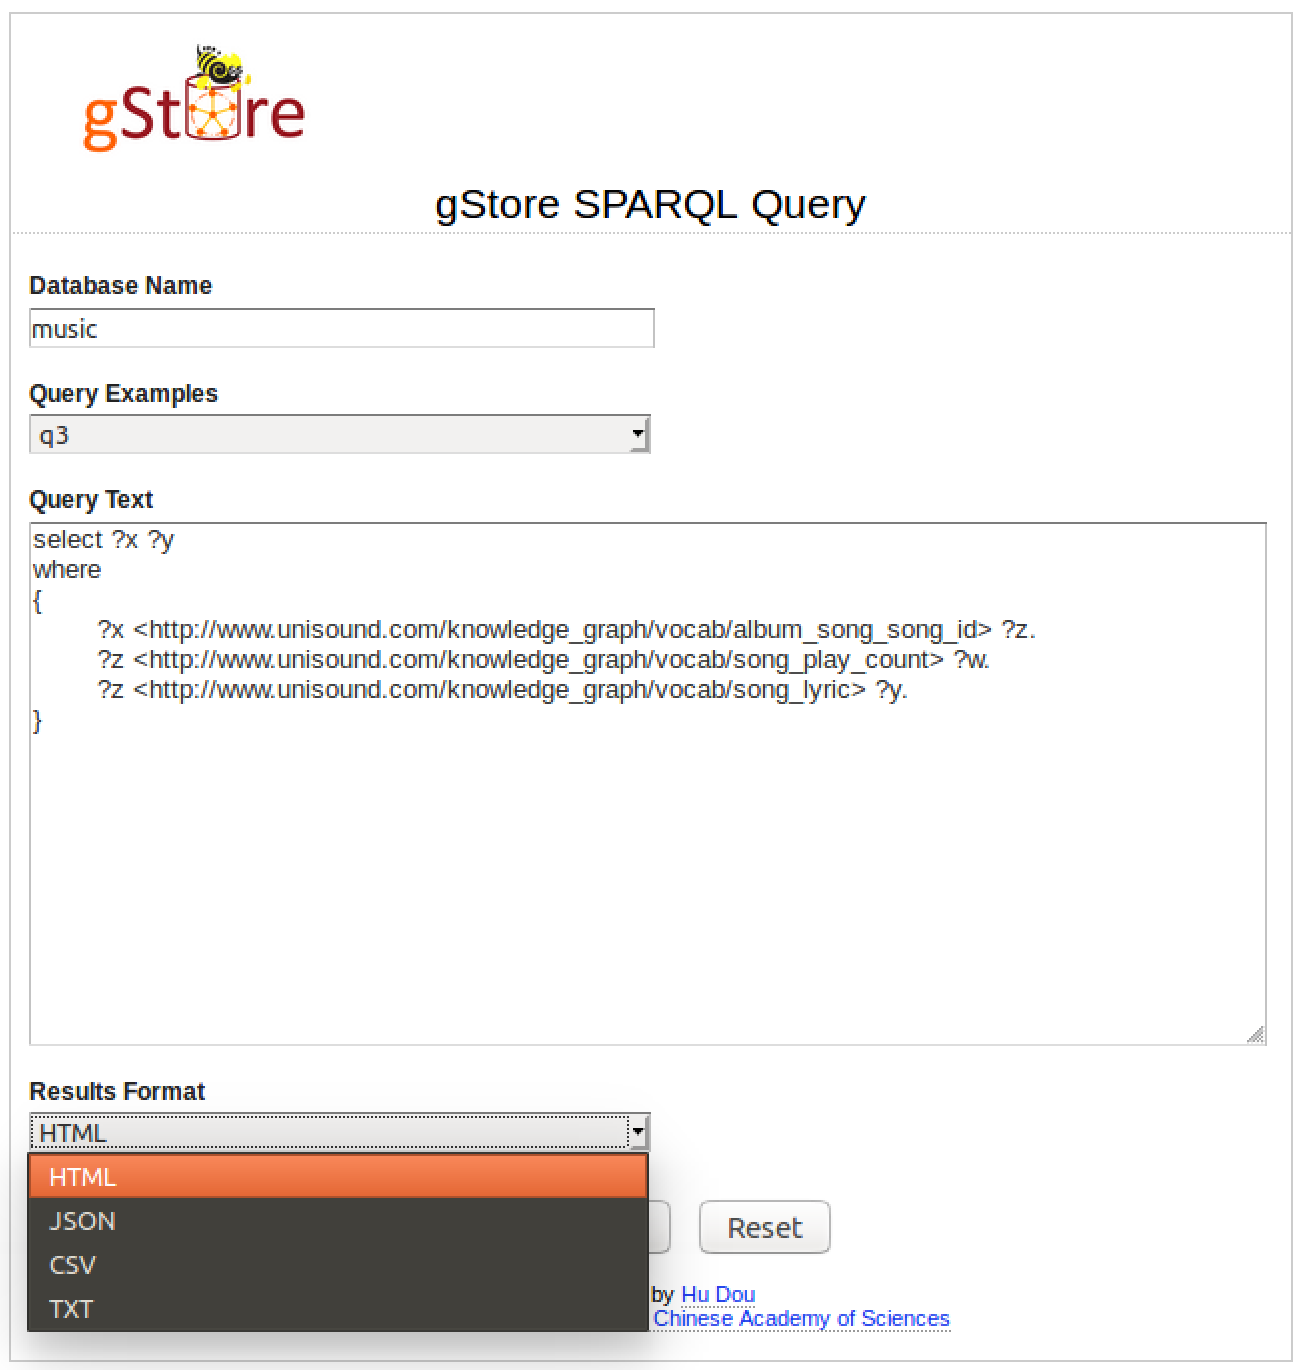 gStore
gStore SPARQL Query
Database Name
music
Query Examples
q3
Query Text
select ?x ?y
where
{
?x <http://www.unisound.com/knowledge_graph/vocab/album_song_song_id> ?z.
?z <http://www.unisound.com/knowledge_graph/vocab/song_play_count> ?w.
?z <http://www.unisound.com/knowledge_graph/vocab/song_lyric> ?y.
}
Results Format
HTML
HTML
JSON
CSV
TXT
Reset
by Hu Dou
Chinese Academy of Sciences